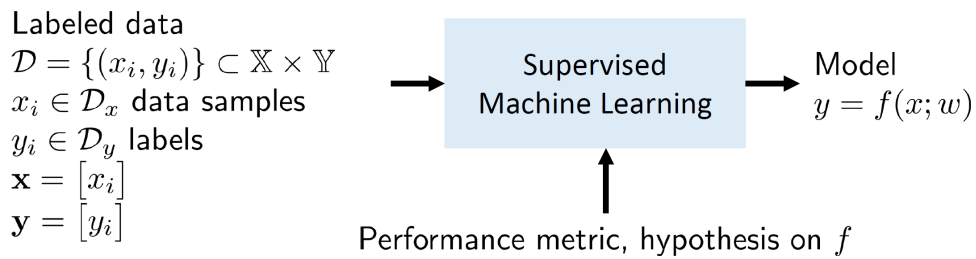 Labeled data
𝒟 = {(xᵢ, yᵢ)} ⊂ 𝕏 × 𝕐
xᵢ ∈ 𝒟ₓ data samples
yᵢ ∈ 𝒟_y labels
𝐱 = [xᵢ]
𝐲 = [yᵢ]
Supervised
Machine Learning
Model
y = f(x; w)
Performance metric, hypothesis on f